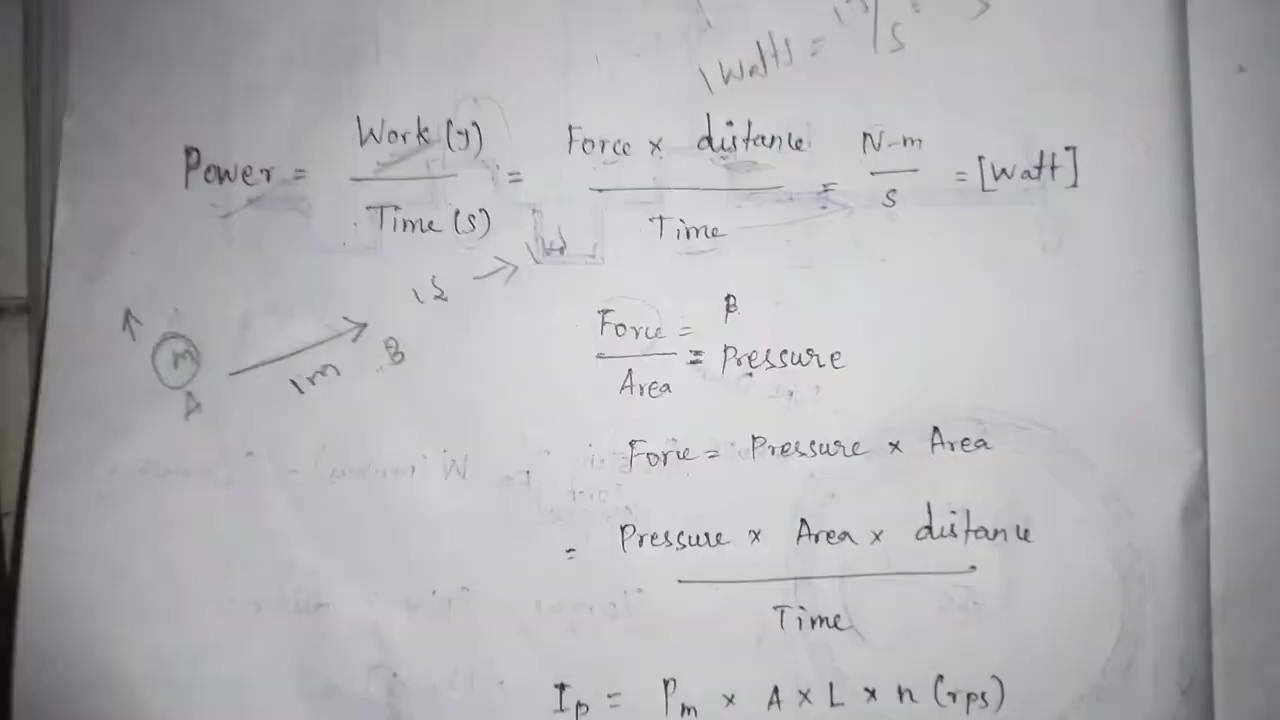 1 Watts = J/S
Power = Work (J) / Time (S) = Force x distance / Time = N-m / S = [Watt]
1S →
m A 1m B
Force / Area = Pressure
Force = Pressure x Area
= Pressure x Area x distance / Time
Ip = Pm x A x L x n (rps)